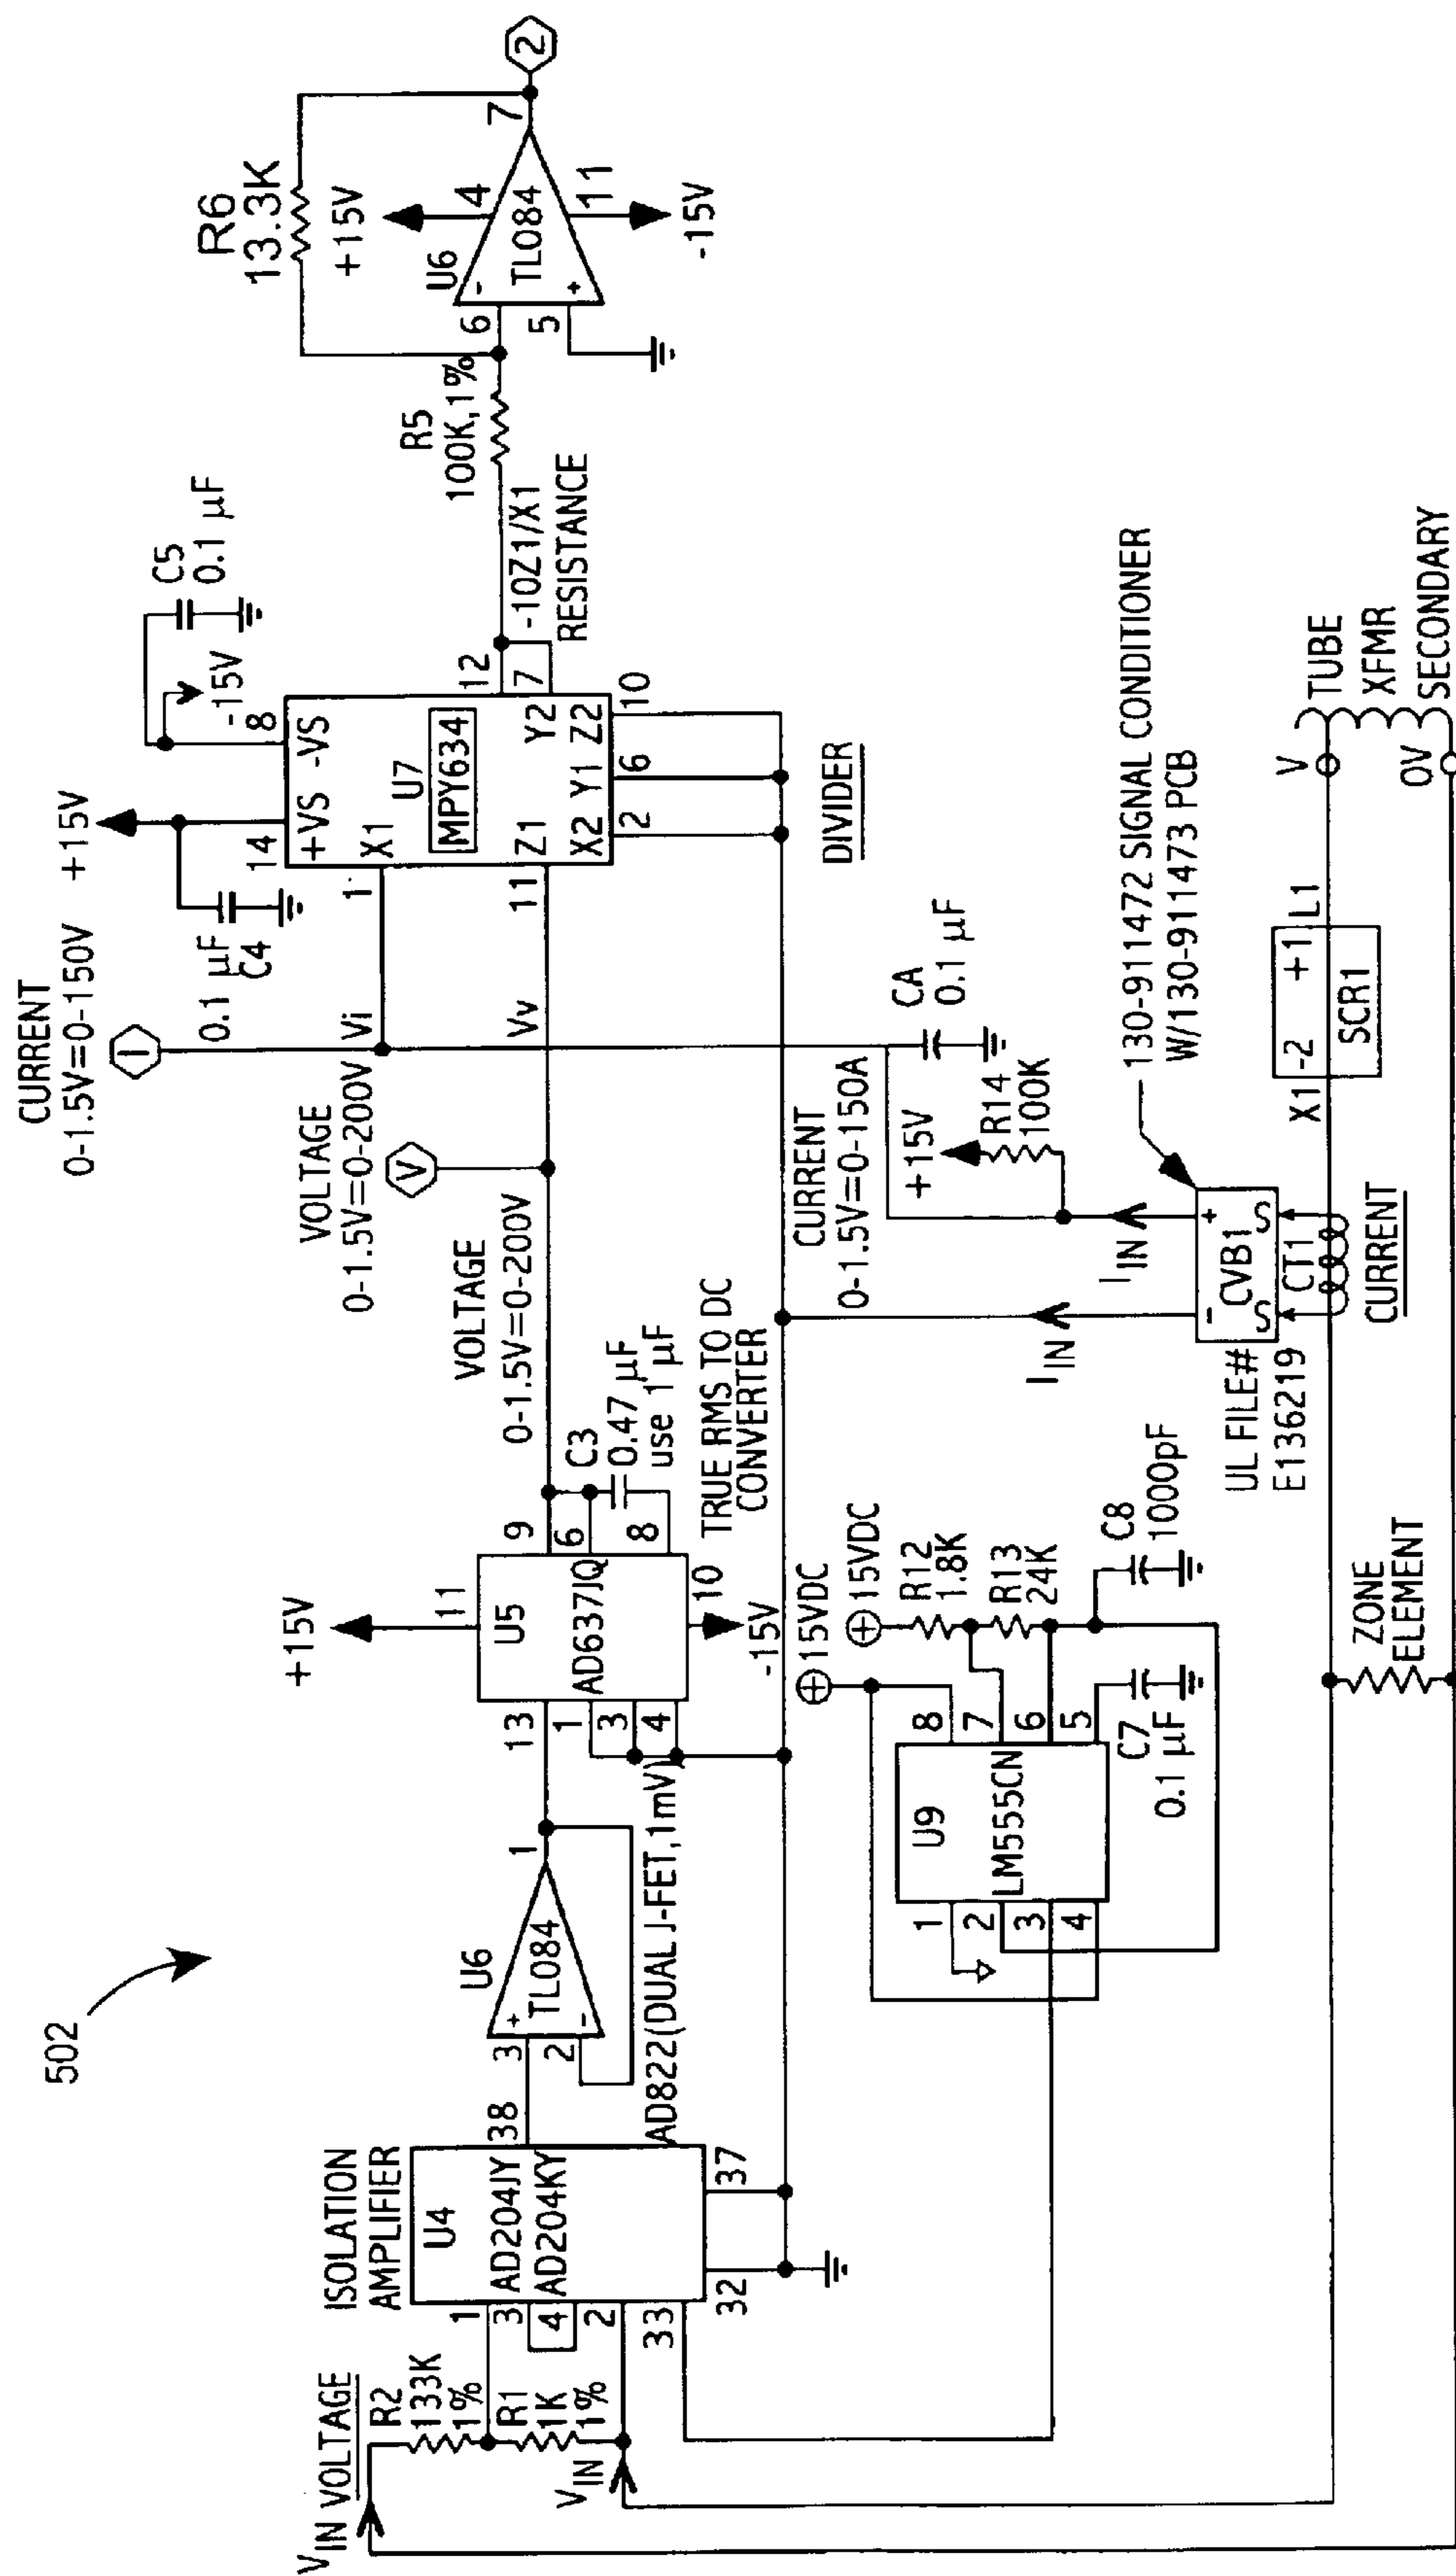 502
V_IN VOLTAGE
R2
133K
1%
R1
1K
1%
V_IN
ISOLATION
AMPLIFIER
U4
AD204JY
AD204KY
1
3
4
2
33
32
37
38
AD822(DUAL J-FET,1mV)
U6
TL084
3
2
+
-
1
13
1
3
4
U5
AD637JQ
11
+15V
10
-15V
9
6
8
C3
0.47 µF
use 1 µF
TRUE RMS TO DC
CONVERTER
VOLTAGE
0-1.5V=0-200V
VOLTAGE
0-1.5V=0-200V
V
CURRENT
0-1.5V=0-150V
I
Vi
Vv
+15V
0.1 µF
C4
14
1
11
+VS
-VS
X1
U7
MPY634
Z1
Y2
X2
Y1
Z2
2
6
10
8
-15V
C5
0.1 µF
12
7
-10Z1/X1
RESISTANCE
DIVIDER
R5
100K,1%
R6
13.3K
+15V
U6
TL084
6
5
-
+
4
11
-15V
7
2
U9
LM555CN
1
2
3
4
8
7
6
5
15VDC
15VDC
R12
1.8K
R13
24K
C8
1000pF
C7
0.1 µF
CURRENT
0-1.5V=0-150A
+15V
R14
100K
CA
0.1 µF
I_IN
I_IN
-
+
CVB1
S
S
CT1
CURRENT
UL FILE#
E136219
130-911472 SIGNAL CONDITIONER
W/130-911473 PCB
X1
-2
+1
L1
SCR1
V
0V
TUBE
XFMR
SECONDARY
ZONE
ELEMENT